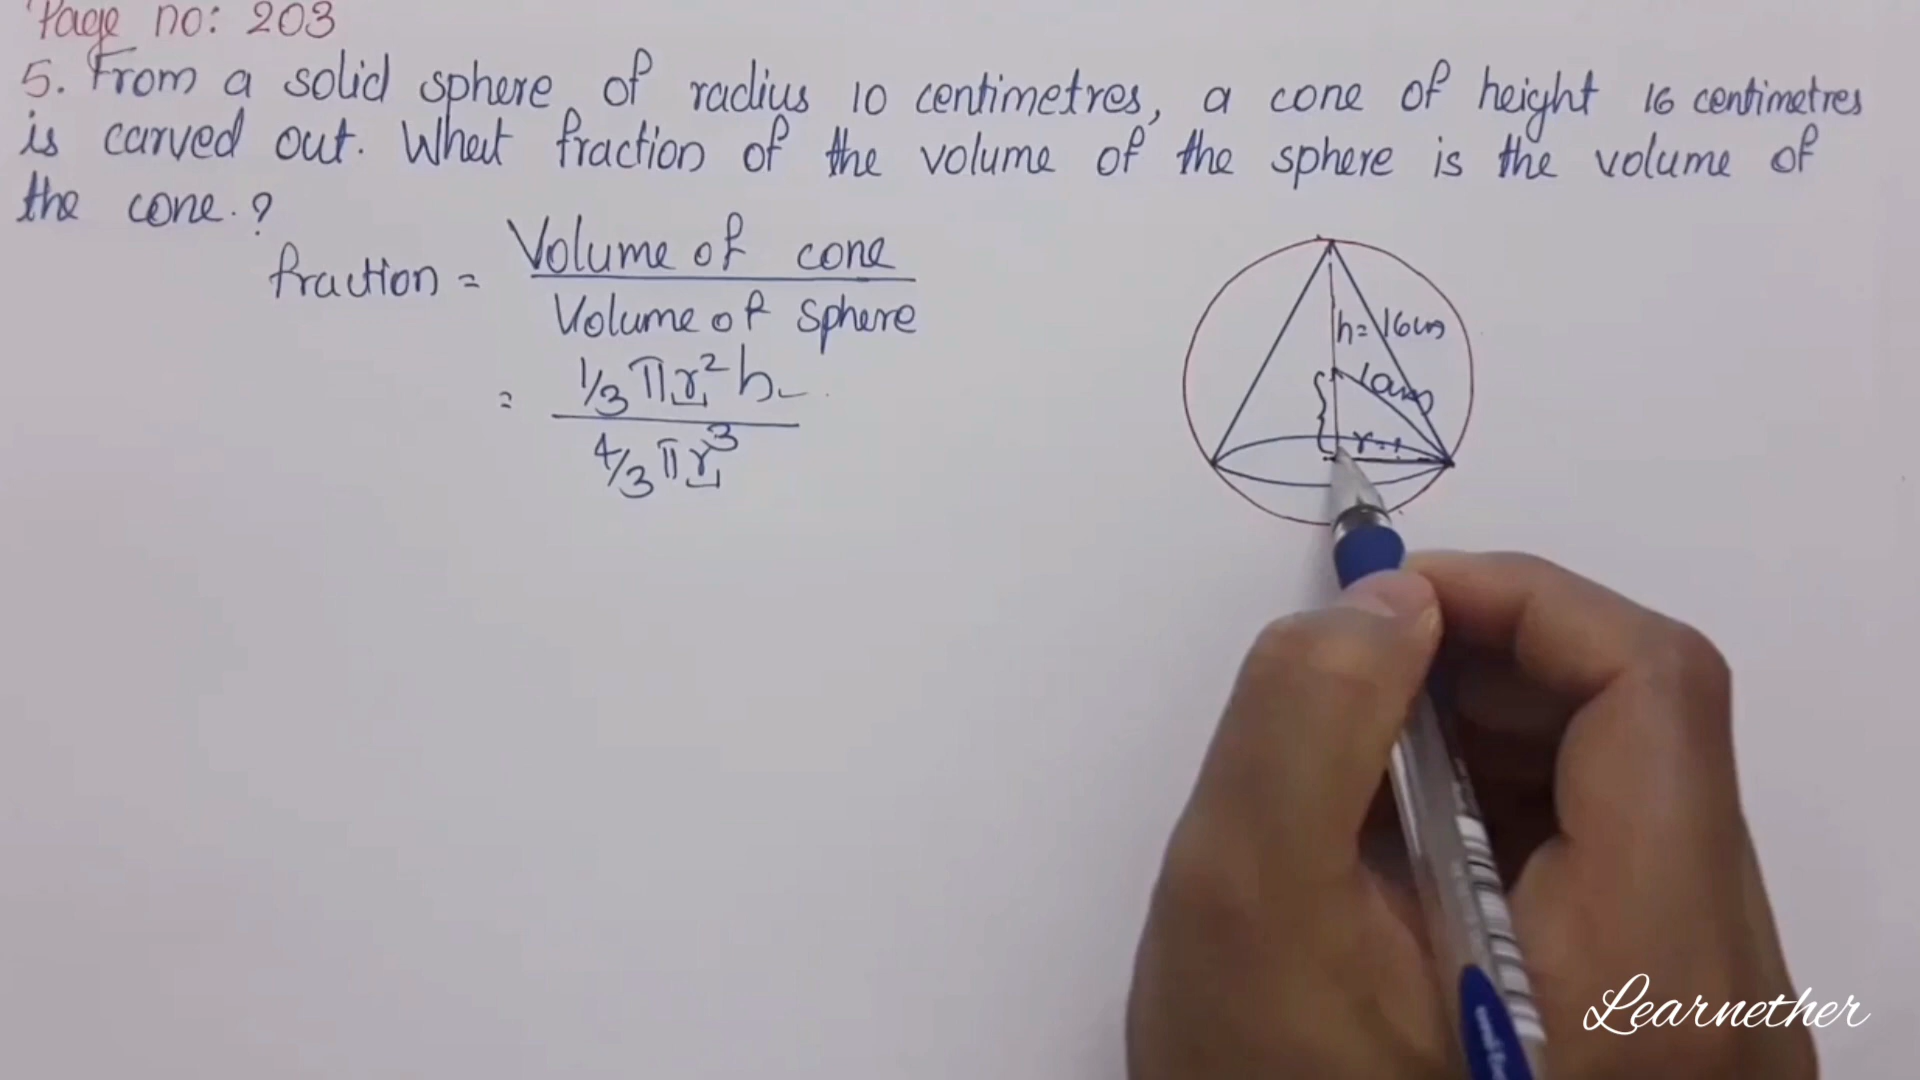 Page no: 203
5. From a solid sphere of radius 10 centimetres, a cone of height 16 centimetres
is carved out. What fraction of the volume of the sphere is the volume of
the cone.?
fraction = Volume of cone
Volume of sphere
= 1/3 πr² h
4/3 πr³
h= 16cm
10cm
r=?
Learnether